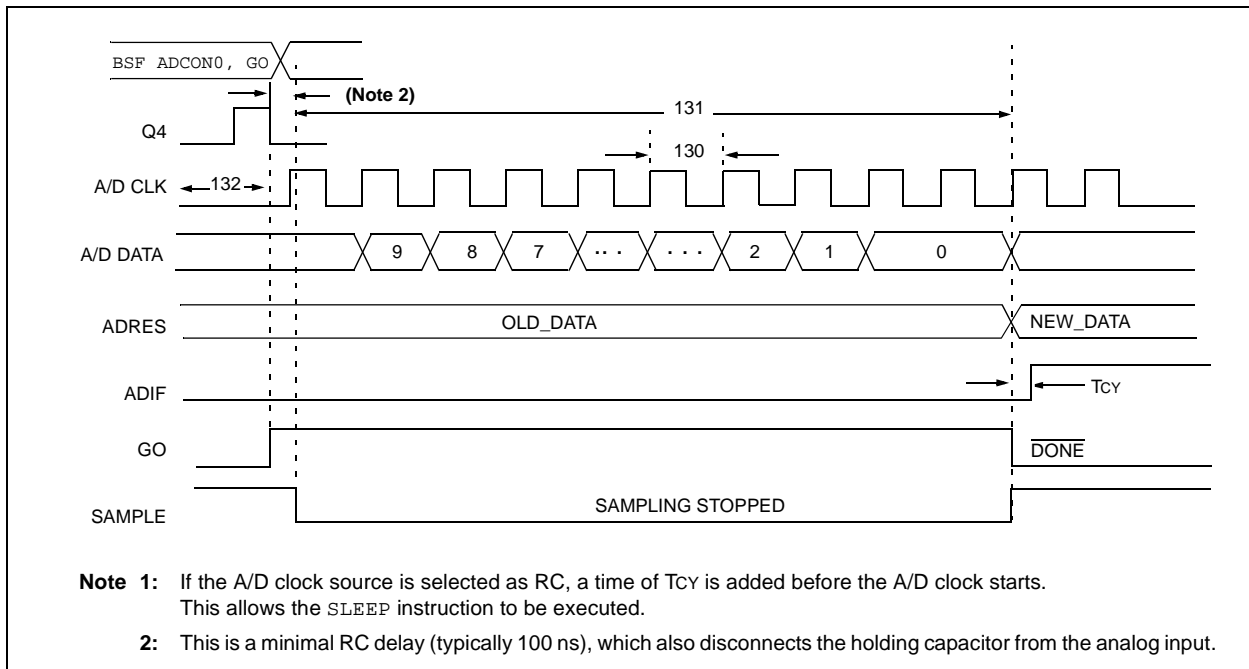 BSF ADCON0, GO
(Note 2)
131
Q4
130
A/D CLK
132
A/D DATA
9 8 7 ... ... 2 1 0
ADRES
OLD_DATA
NEW_DATA
ADIF
TCY
GO
DONE
SAMPLE
SAMPLING STOPPED
Note 1: If the A/D clock source is selected as RC, a time of TCY is added before the A/D clock starts.
This allows the SLEEP instruction to be executed.
2: This is a minimal RC delay (typically 100 ns), which also disconnects the holding capacitor from the analog input.